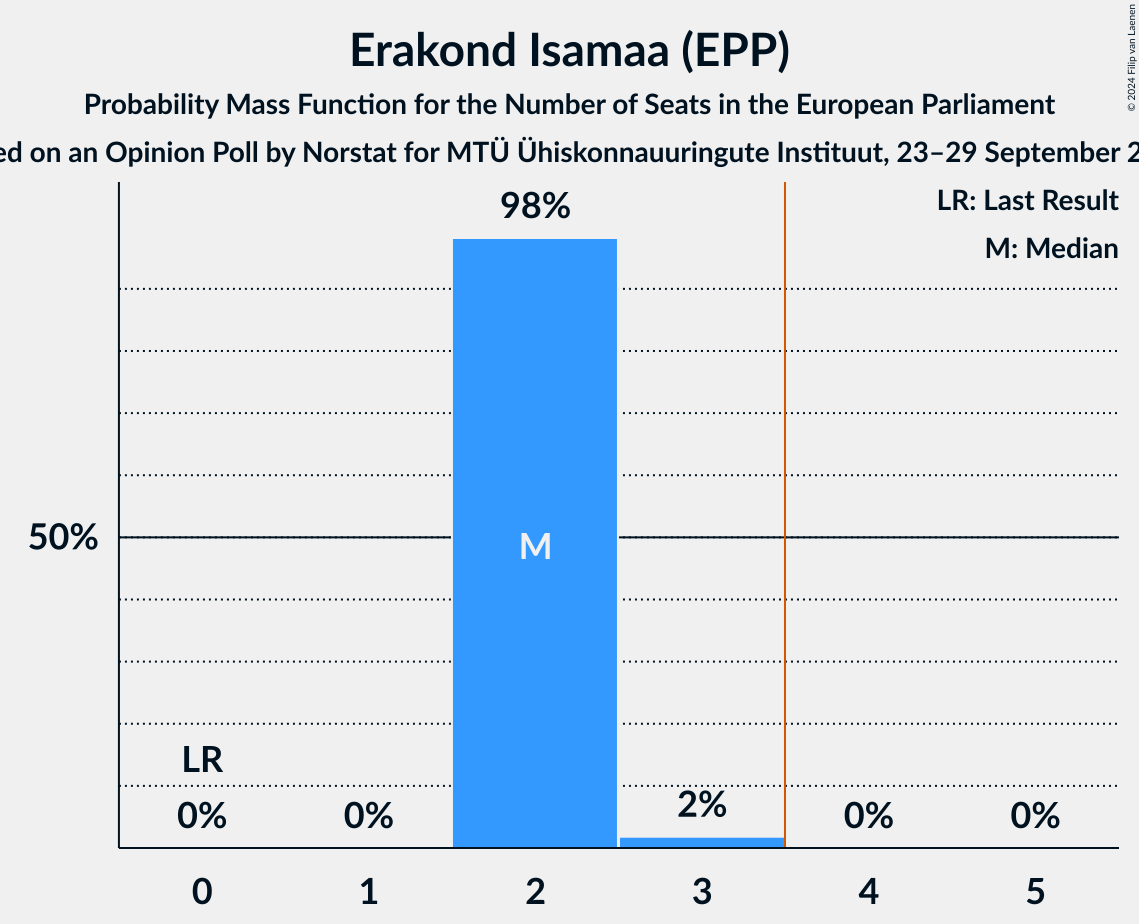 Erakond Isamaa (EPP)
Probability Mass Function for the Number of Seats in the European Parliament
on an Opinion Poll by Norstat for MTÜ Ühiskonnauuringute Instituut, 23–29 September
© 2024 Filip van Laenen
LR: Last Result
M: Median
98%
50%
M
LR
0%
0%
2%
0%
0%
0
1
2
3
4
5